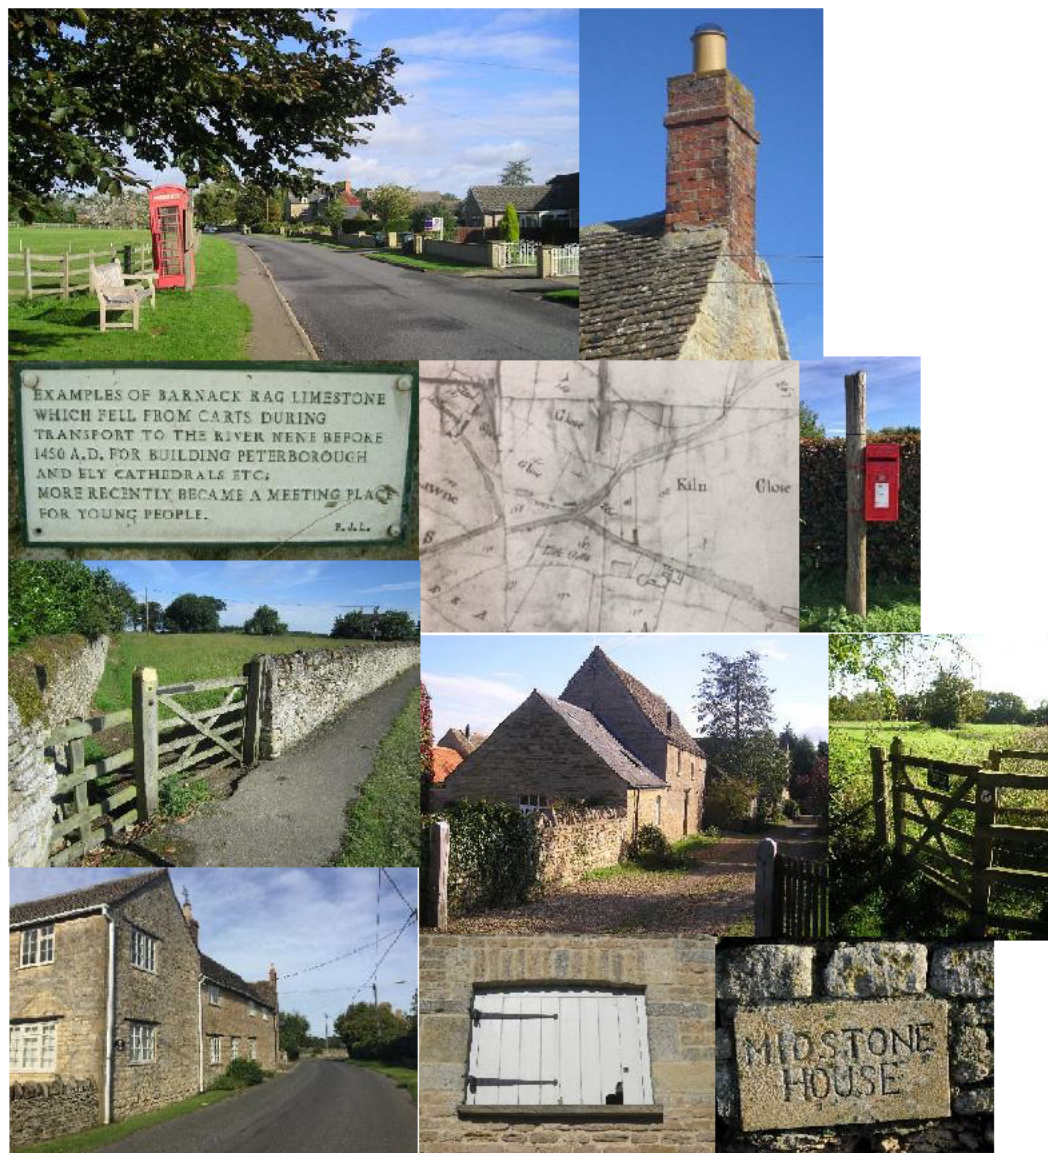 EXAMPLES OF BARNACK RAG LIMESTONE
WHICH FELL FROM CARTS DURING
TRANSPORT TO THE RIVER NENE BEFORE
1450 A.D. FOR BUILDING PETERBOROUGH
AND ELY CATHEDRALS ETC;
MORE RECENTLY BECAME A MEETING PLACE
FOR YOUNG PEOPLE.
Close
Kiln Close
MIDSTONE
HOUSE